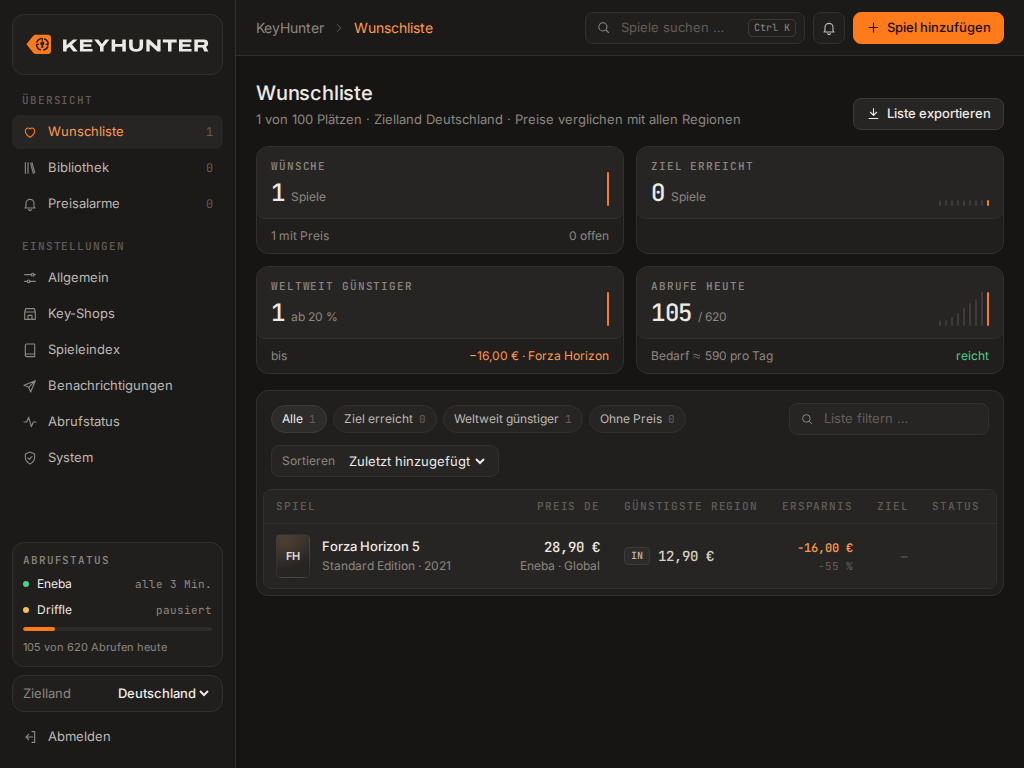 KEYHUNTER
ÜBERSICHT
Wunschliste 1
Bibliothek 0
Preisalarme 0
EINSTELLUNGEN
Allgemein
Key-Shops
Spieleindex
Benachrichtigungen
Abrufstatus
System
ABRUFSTATUS
Eneba alle 3 Min.
Driffle pausiert
105 von 620 Abrufen heute
Zielland Deutschland
Abmelden
KeyHunter > Wunschliste
Spiele suchen … Ctrl K
+ Spiel hinzufügen
Wunschliste
1 von 100 Plätzen · Zielland Deutschland · Preise verglichen mit allen Regionen
Liste exportieren
WÜNSCHE
1 Spiele
1 mit Preis 0 offen
ZIEL ERREICHT
0 Spiele
WELTWEIT GÜNSTIGER
1 ab 20 %
bis −16,00 € · Forza Horizon
ABRUFE HEUTE
105 / 620
Bedarf ≈ 590 pro Tag reicht
Alle 1 Ziel erreicht 0 Weltweit günstiger 1 Ohne Preis 0
Liste filtern …
Sortieren Zuletzt hinzugefügt
SPIEL PREIS DE GÜNSTIGSTE REGION ERSPARNIS ZIEL STATUS
FH Forza Horizon 5 28,90 € IN 12,90 € -16,00 € —
Standard Edition · 2021 Eneba · Global -55 %